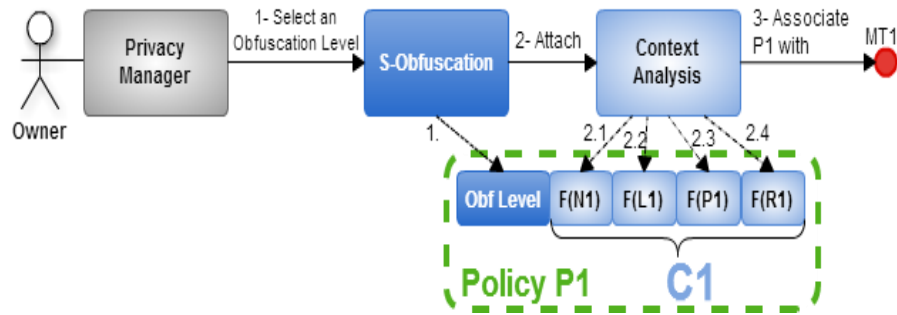 1- Select an
Obfuscation Level
3- Associate
P1 with
MT1
Privacy
Manager
S-Obfuscation
2- Attach
Context
Analysis
Owner
1.
2.1
2.2
2.3
2.4
Obf Level
F(N1)
F(L1)
F(P1)
F(R1)
Policy P1
C1